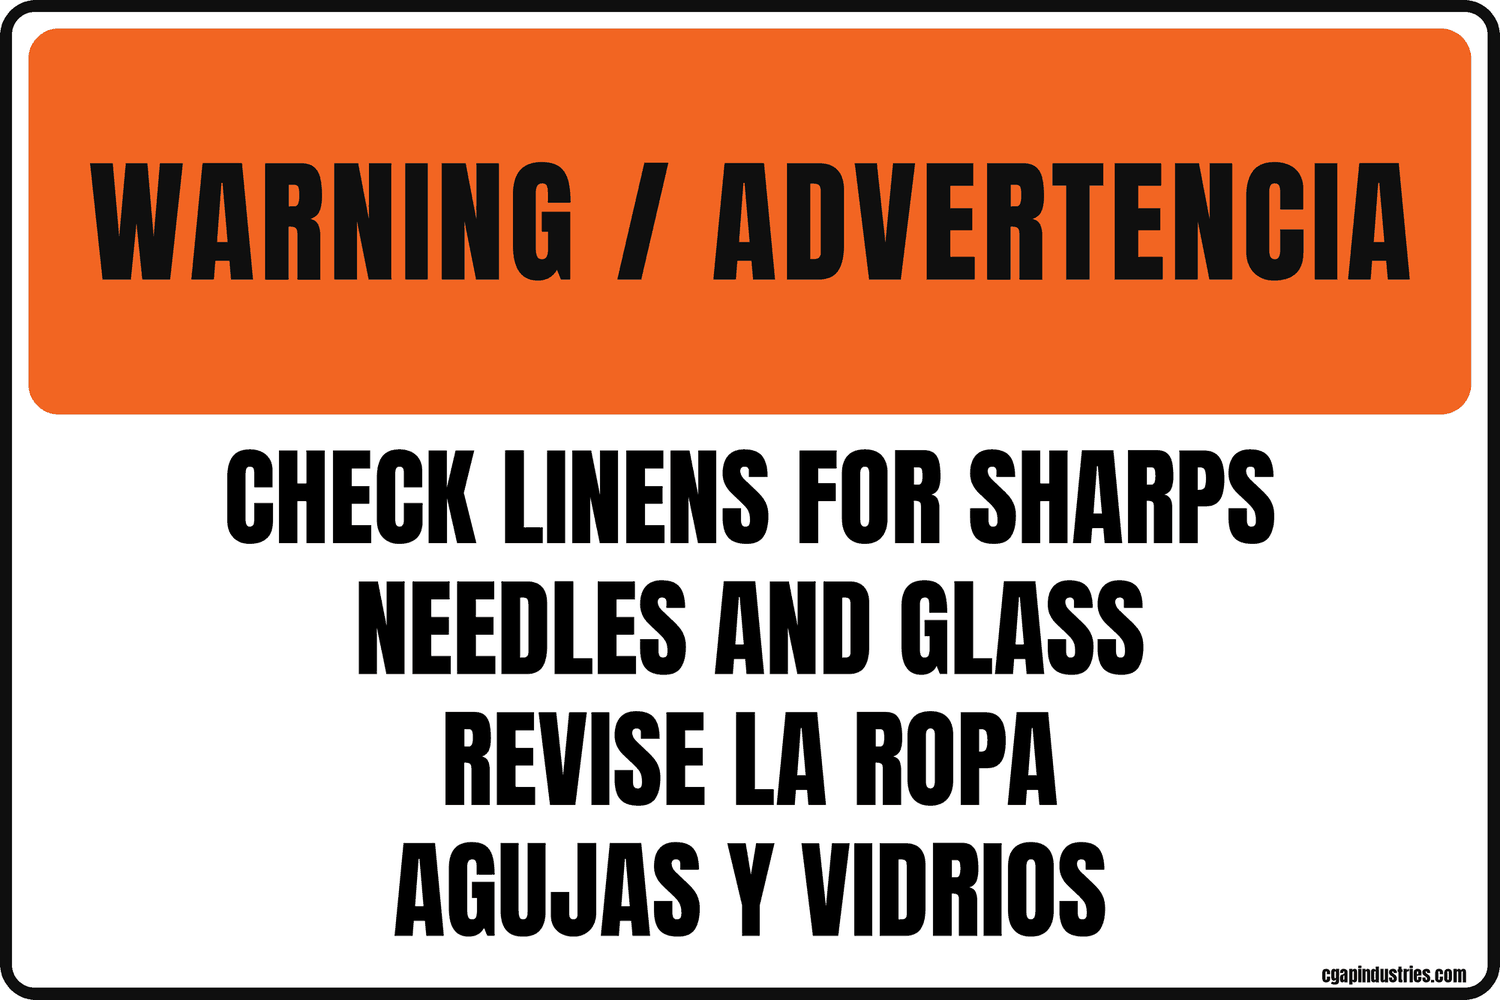 WARNING / ADVERTENCIA
CHECK LINENS FOR SHARPS
NEEDLES AND GLASS
REVISE LA ROPA
AGUJAS Y VIDRIOS
cgapindustries.com